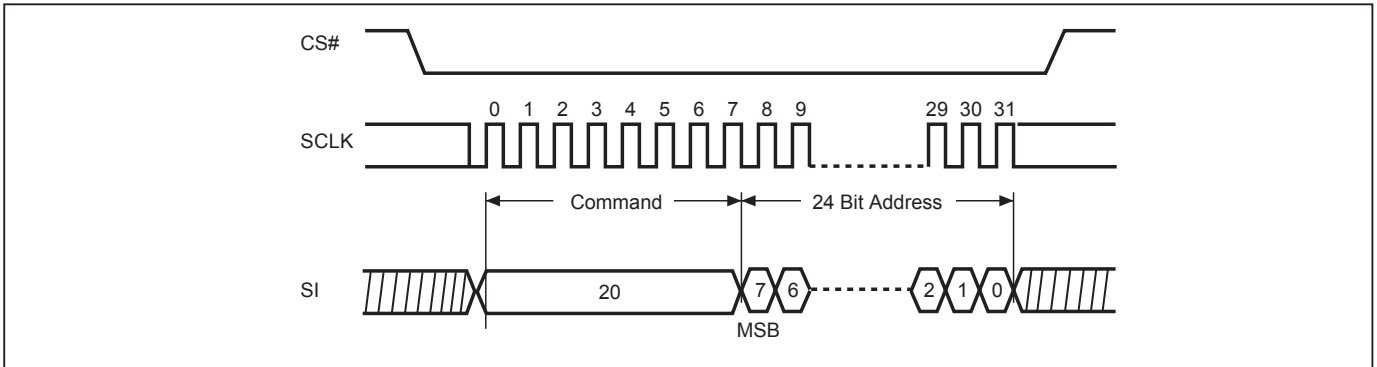 CS#
0 1 2 3 4 5 6 7 8 9 29 30 31
SCLK
Command 24 Bit Address
SI 20 7 6 2 1 0
MSB